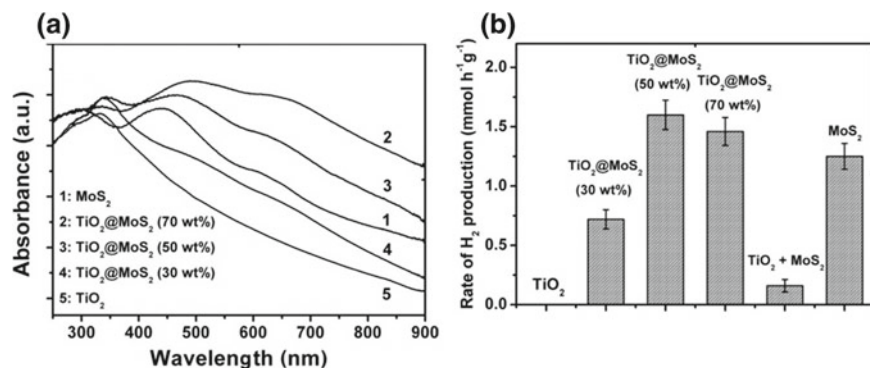 (a)
Absorbance (a.u.)
2
3
1
4
5
1: MoS₂
2: TiO₂@MoS₂ (70 wt%)
3: TiO₂@MoS₂ (50 wt%)
4: TiO₂@MoS₂ (30 wt%)
5: TiO₂
300 400 500 600 700 800 900
Wavelength (nm)
(b)
Rate of H₂ production (mmol h⁻¹g⁻¹)
2.0
1.5
1.0
0.5
0.0
TiO₂
TiO₂@MoS₂
(30 wt%)
TiO₂@MoS₂
(50 wt%)
TiO₂@MoS₂
(70 wt%)
TiO₂ + MoS₂
MoS₂